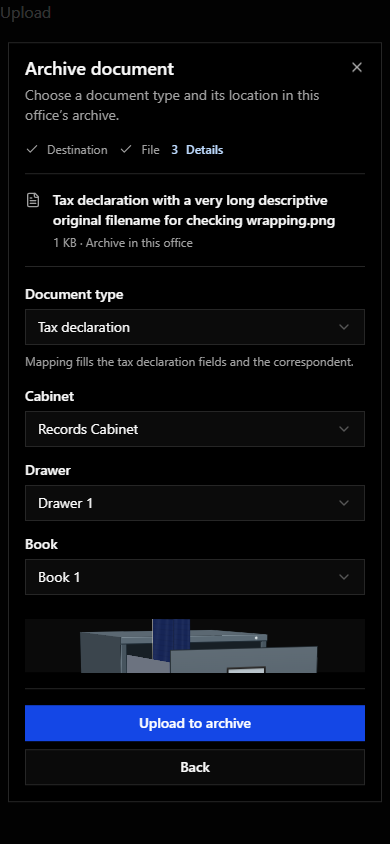 Upload
Archive document
Choose a document type and its location in this
office's archive.
Destination File 3 Details
Tax declaration with a very long descriptive
original filename for checking wrapping.png
1 KB · Archive in this office
Document type
Tax declaration
Mapping fills the tax declaration fields and the correspondent.
Cabinet
Records Cabinet
Drawer
Drawer 1
Book
Book 1
Upload to archive
Back